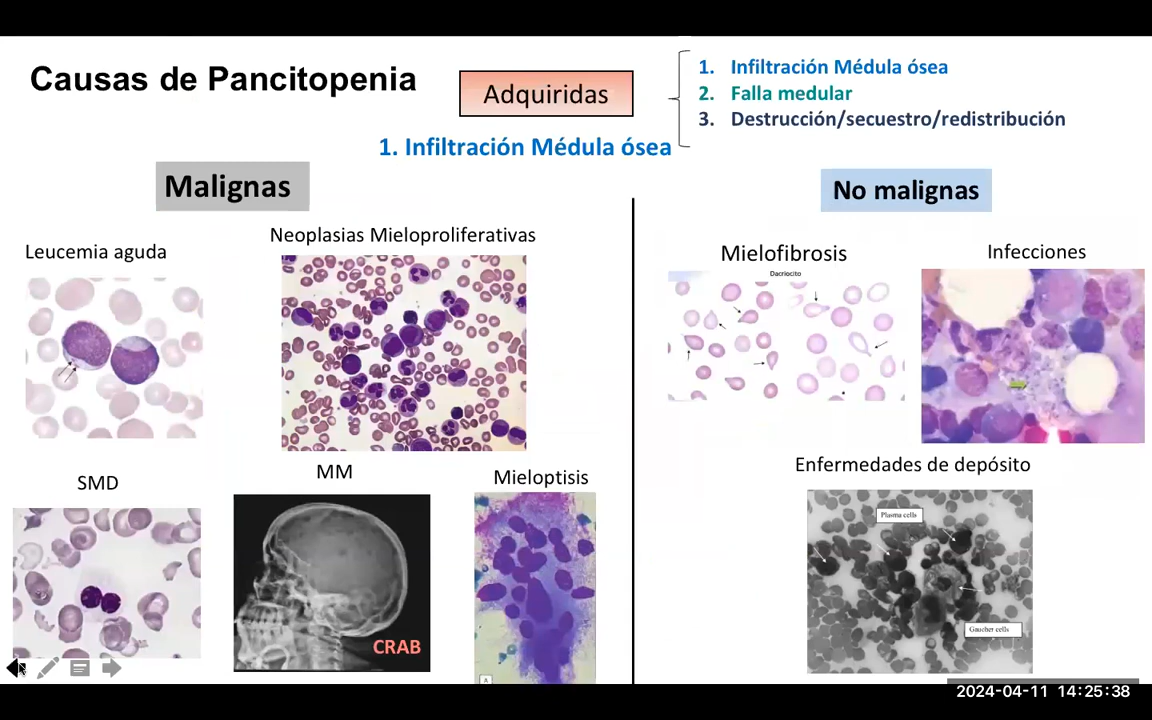 Causas de Pancitopenia
Adquiridas
1. Infiltración Médula ósea
2. Falla medular
3. Destrucción/secuestro/redistribución
1. Infiltración Médula ósea
Malignas
No malignas
Leucemia aguda
Neoplasias Mieloproliferativas
Mielofibrosis
Dacriocito
Infecciones
SMD
MM
CRAB
Mieloptisis
A
Enfermedades de depósito
Plasma cells
Gaucher cells
2024-04-11 14:25:38